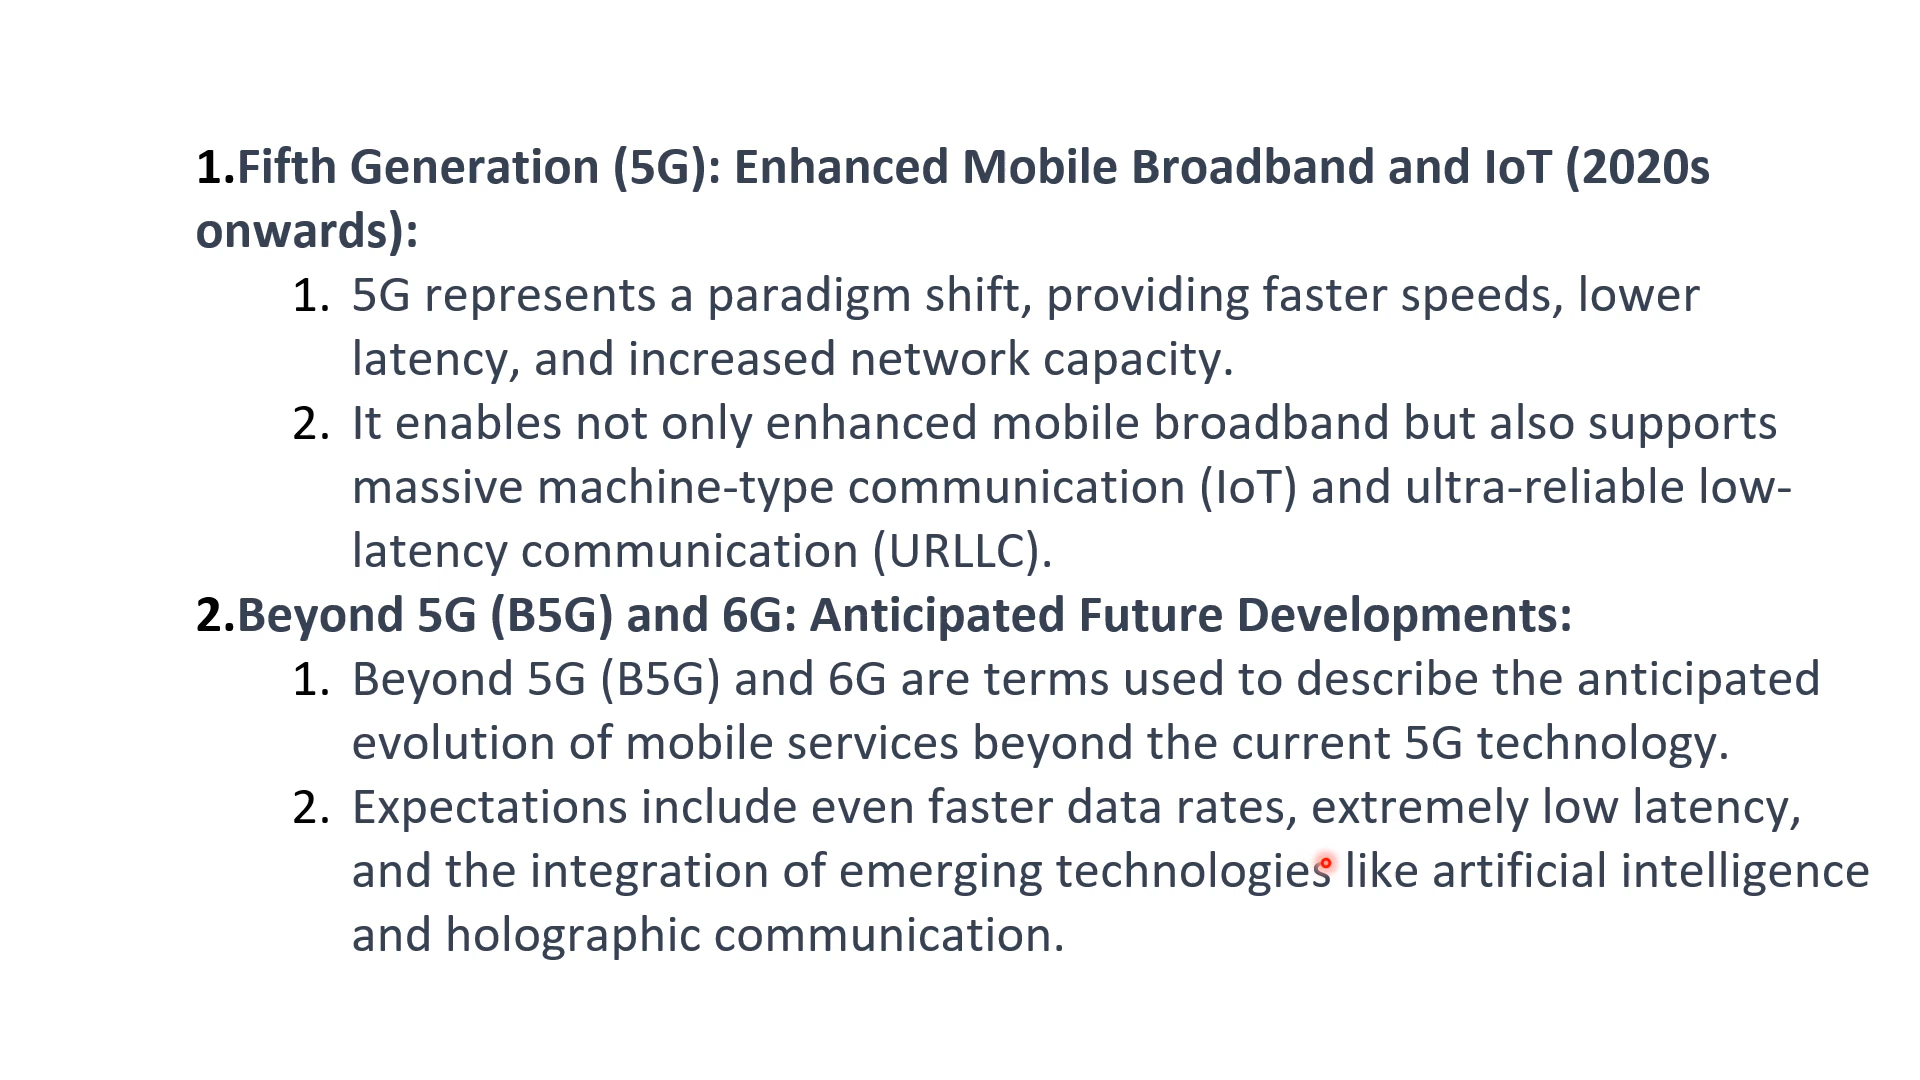 1.Fifth Generation (5G): Enhanced Mobile Broadband and IoT (2020s
onwards):
1. 5G represents a paradigm shift, providing faster speeds, lower
latency, and increased network capacity.
2. It enables not only enhanced mobile broadband but also supports
massive machine-type communication (IoT) and ultra-reliable low-
latency communication (URLLC).
2.Beyond 5G (B5G) and 6G: Anticipated Future Developments:
1. Beyond 5G (B5G) and 6G are terms used to describe the anticipated
evolution of mobile services beyond the current 5G technology.
2. Expectations include even faster data rates, extremely low latency,
and the integration of emerging technologies like artificial intelligence
and holographic communication.